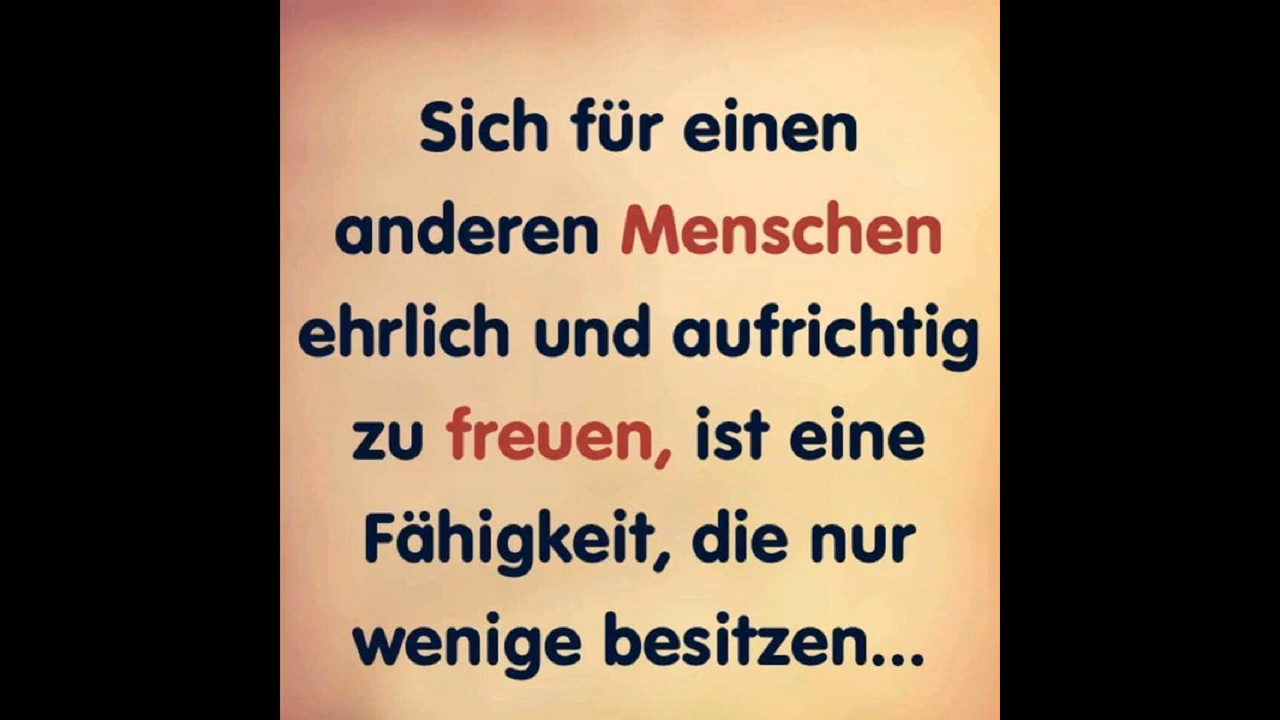 Sich für einen
anderen Menschen
ehrlich und aufrichtig
zu freuen, ist eine
Fähigkeit, die nur
wenige besitzen...